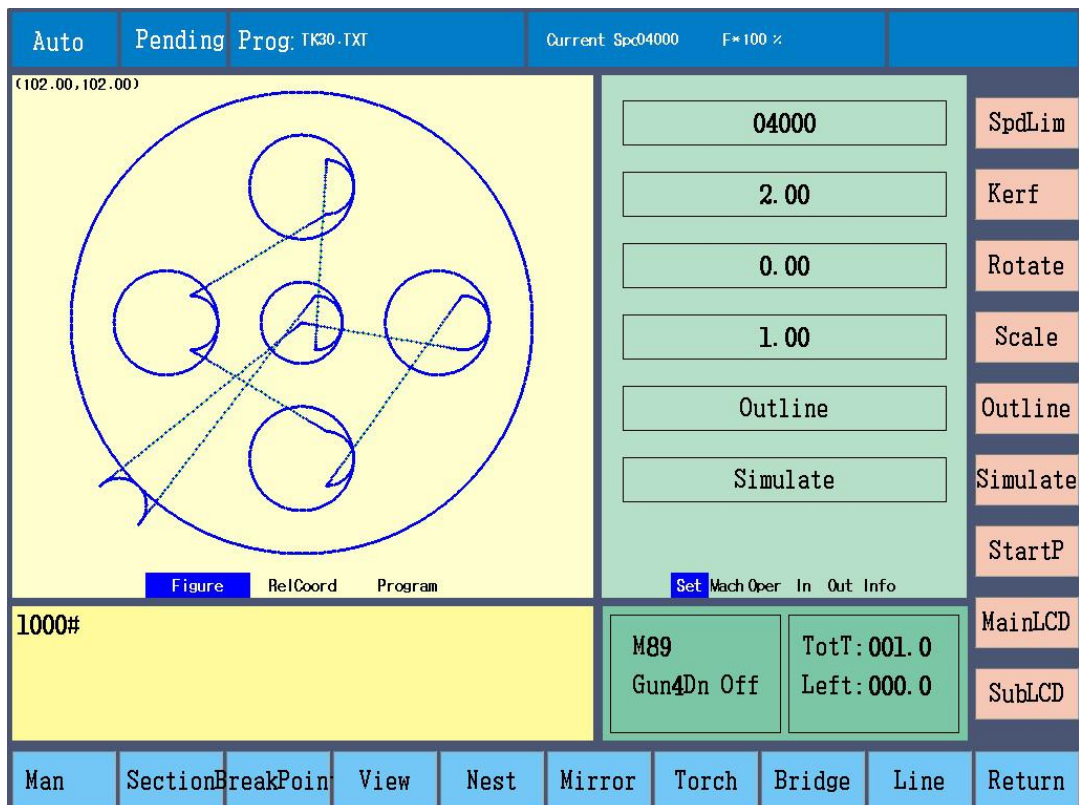 Auto Pending Prog: TK30.TXT Current Spd04000 F*100 %
(102.00,102.00)
04000 SpdLim
2.00 Kerf
0.00 Rotate
1.00 Scale
Outline Outline
Simulate Simulate
StartP
Figure RelCoord Program Set Mach Oper In Out Info
1000#
M89 TotT:001.0 MainLCD
Gun4Dn Off Left:000.0 SubLCD
Man SectionBreakPoin View Nest Mirror Torch Bridge Line Return